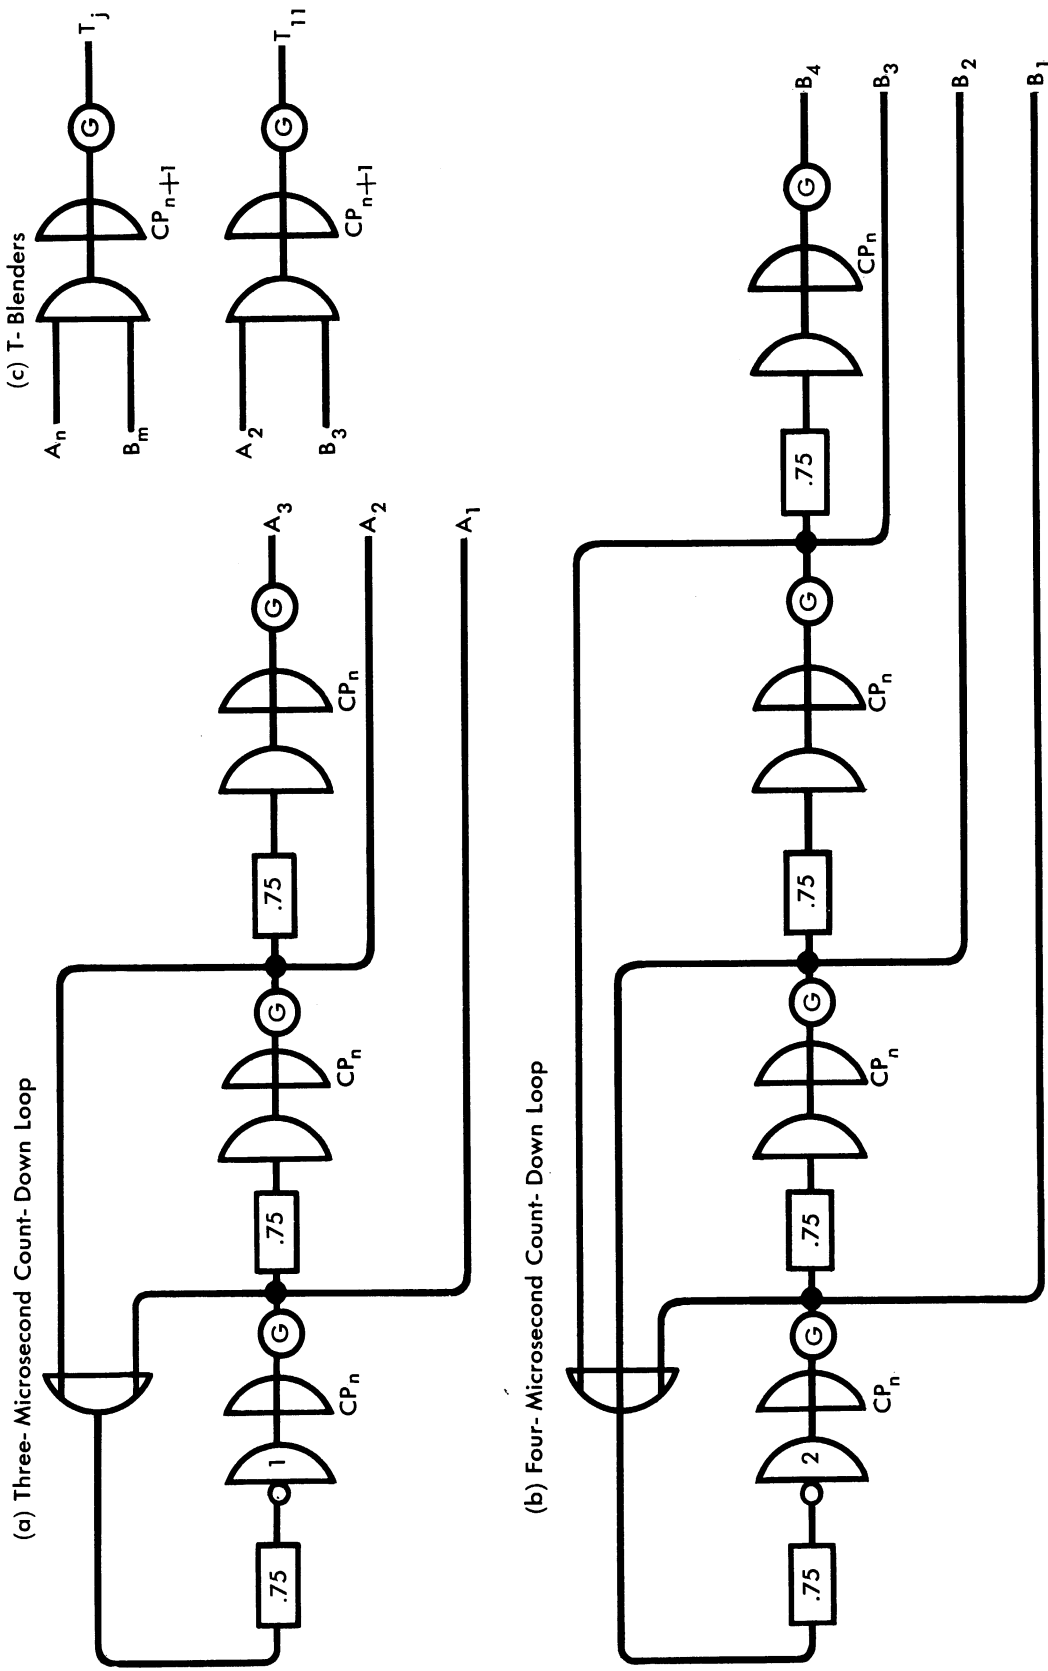 (a) Three- Microsecond Count- Down Loop
.75
1
CPn
G
.75
CPn
G
.75
CPn
G
A3
A2
A1
(b) Four- Microsecond Count- Down Loop
.75
2
CPn
G
.75
CPn
G
.75
CPn
G
.75
CPn
G
B4
B3
B2
B1
(c) T- Blenders
An
Bm
CPn+1
G
Tj
A2
B3
CPn+1
G
T11